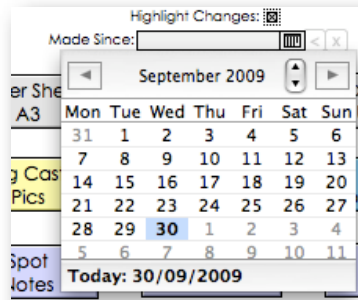 Highlight Changes:
Made Since: < x
September 2009
er She
A3
Mon Tue Wed Thu Fri Sat Sun
31 1 2 3 4 5 6
7 8 9 10 11 12 13
g Cas
Pics
14 15 16 17 18 19 20
21 22 23 24 25 26 27
28 29 30 1 2 3 4
Spot
Notes
5 6 7 8 9 10 11
Today: 30/09/2009